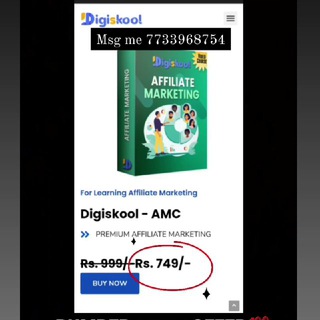 Digiskool
Msg me 7733968754
Digiskool
AFFILIATE
MARKETING
AFFILIATE
MARKETING
For Learning Affiliate Marketing
Digiskool - AMC
PREMIUM AFFILIATE MARKETING
Rs. 999/- Rs. 749/-
BUY NOW